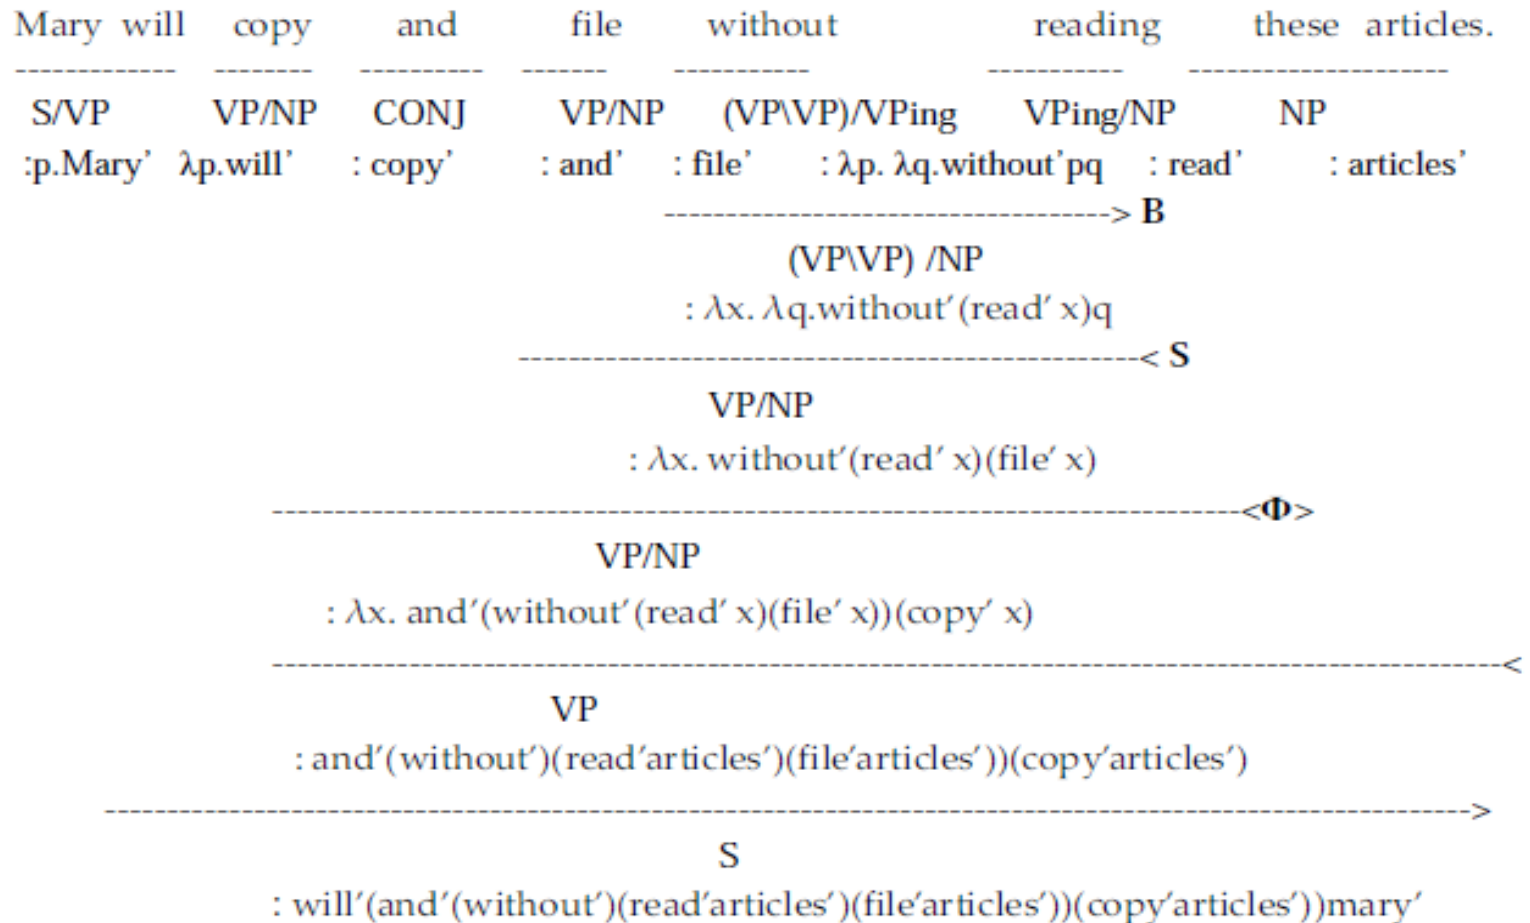 Mary will copy and file without reading these articles.
------------- -------- ---------- ------- ----------- ----------- ---------------------
S/VP VP/NP CONJ VP/NP (VP\VP)/VPing VPing/NP NP
:p.Mary’ λp.will’ : copy’ : and’ : file’ : λp. λq.without’pq : read’ : articles’
------------------------------------> B
(VP\VP) /NP
: λx. λq.without′(read′ x)q
--------------------------------------------------< S
VP/NP
: λx. without′(read′ x)(file′ x)
------------------------------------------------------------------------------<Φ>
VP/NP
: λx. and′(without′(read′ x)(file′ x))(copy′ x)
---------------------------------------------------------------------------------------------------<
VP
: and′(without′)(read′articles′)(file′articles′))(copy′articles′)
-------------------------------------------------------------------------------------------------------------->
S
: will′(and′(without′)(read′articles′)(file′articles′))(copy′articles′))mary′